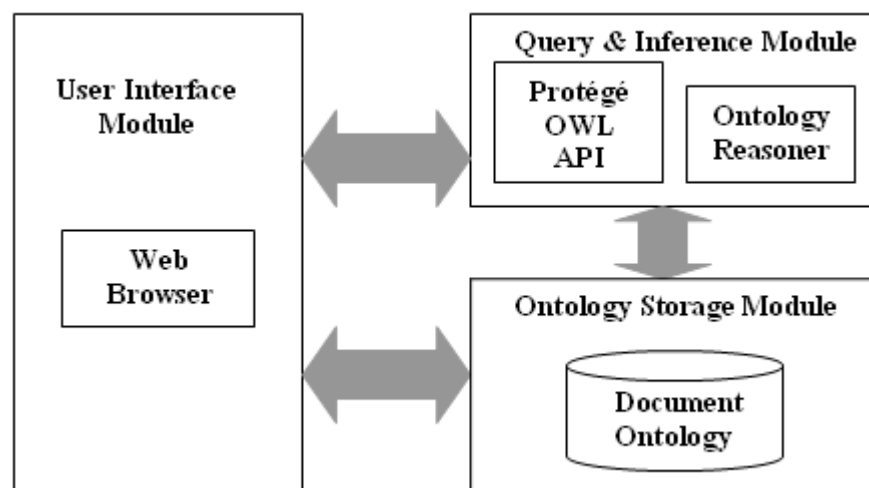 User Interface
Module
Web
Browser
Query & Inference Module
Protégé
OWL
API
Ontology
Reasoner
Ontology Storage Module
Document
Ontology